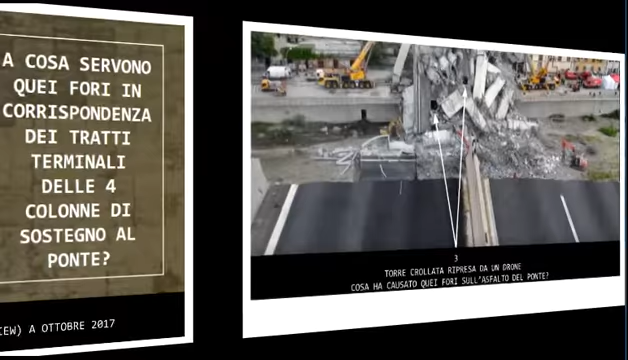 A COSA SERVONO
QUEI FORI IN
CORRISPONDENZA
DEI TRATTI
TERMINALI
DELLE 4
COLONNE DI
SOSTEGNO AL
PONTE?
IEW) A OTTOBRE 2017
3
TORRE CROLLATA RIPRESA DA UN DRONE
COSA HA CAUSATO QUEI FORI SULL'ASFALTO DEL PONTE?